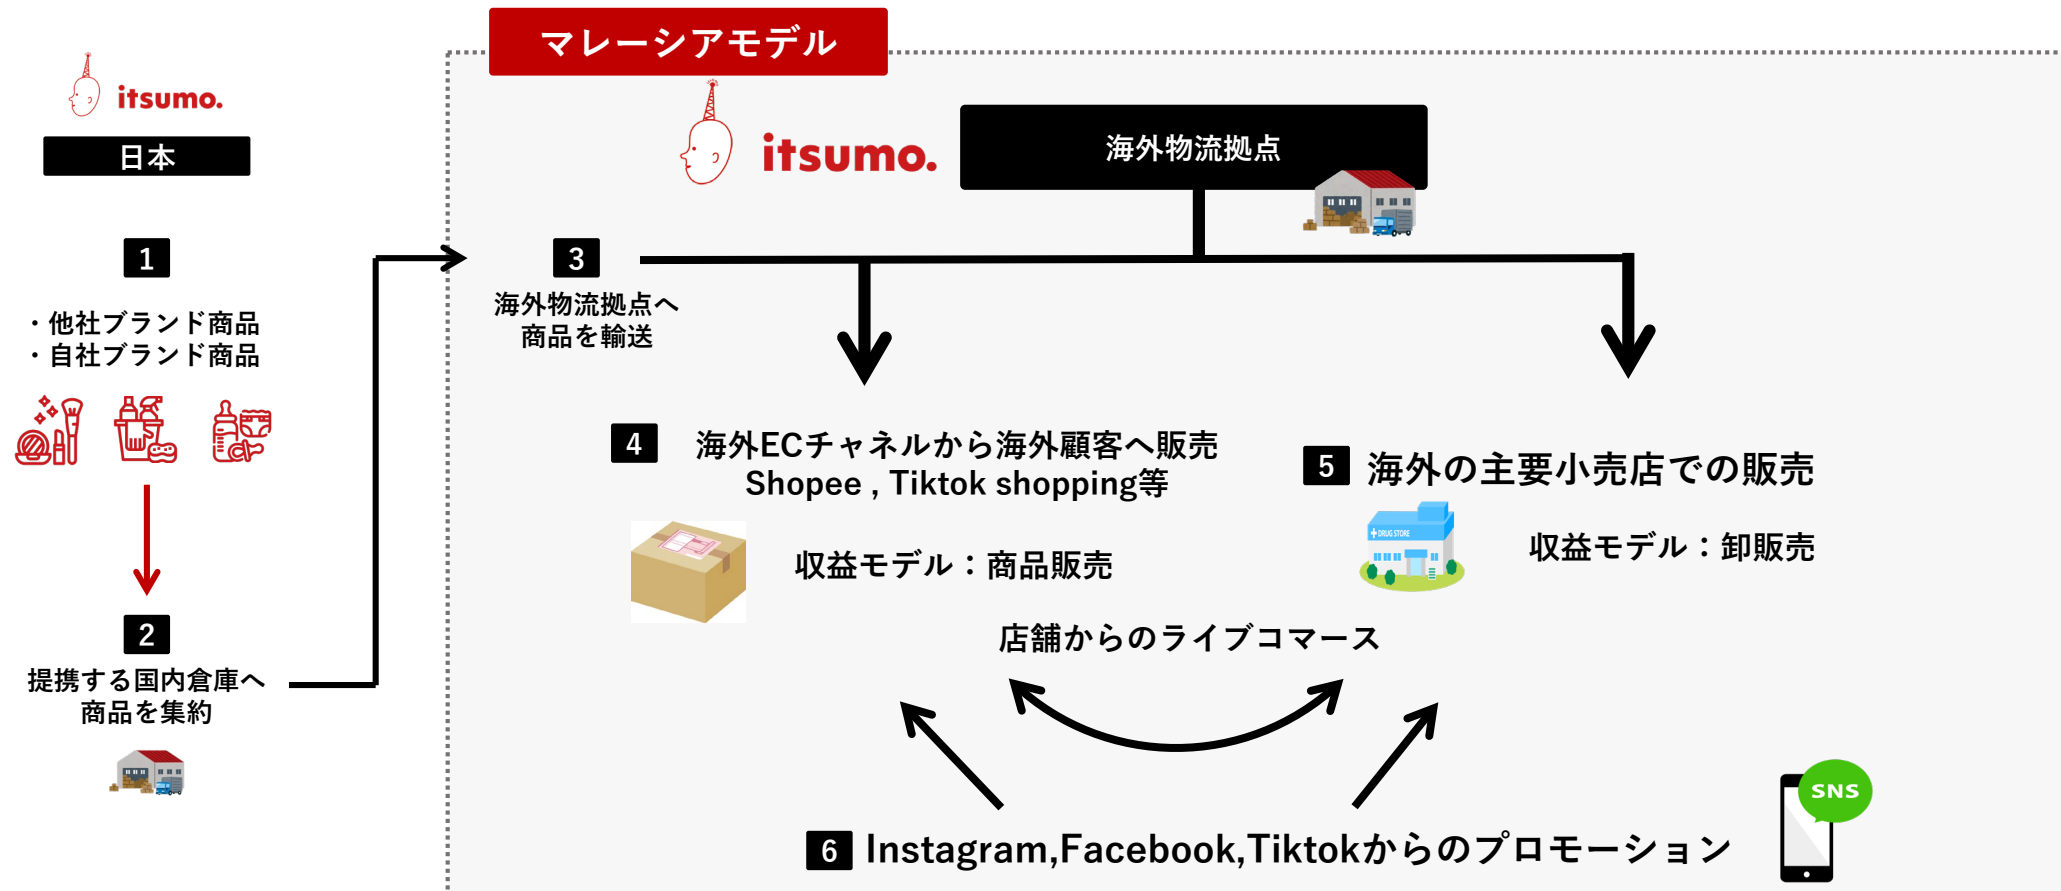 マレーシアモデル
itsumo.
日本
itsumo.
海外物流拠点
1
・他社ブランド商品
・自社ブランド商品
2
提携する国内倉庫へ
商品を集約
3
海外物流拠点へ
商品を輸送
4
海外ECチャネルから海外顧客へ販売
Shopee , Tiktok shopping等
収益モデル：商品販売
5
海外の主要小売店での販売
DRUG STORE
収益モデル：卸販売
店舗からのライブコマース
6
Instagram,Facebook,Tiktokからのプロモーション
SNS